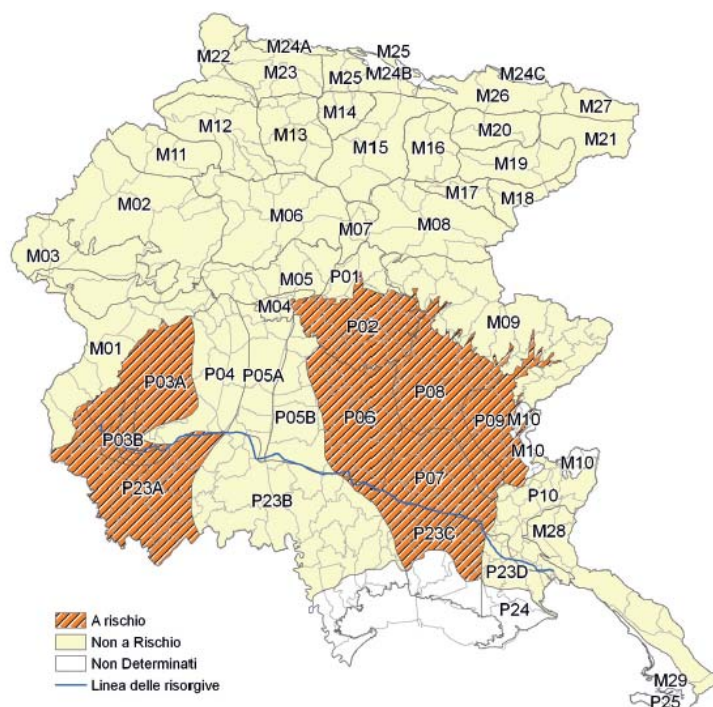 M24A
M25
M22
M23
M25
M24B
M24C
M26
M27
M14
M12
M13
M20
M21
M15
M16
M11
M19
M17
M18
M02
M06
M08
M07
M03
M05
P01
M04
M09
P02
M01
P03A
P04
P05A
P08
P05B
P06
P09
M10
P03B
M10
M10
P23A
P07
P10
P23B
M28
P23C
P23D
P24
A rischio
Non a Rischio
Non Determinati
Linea delle risorgive
M29
P25